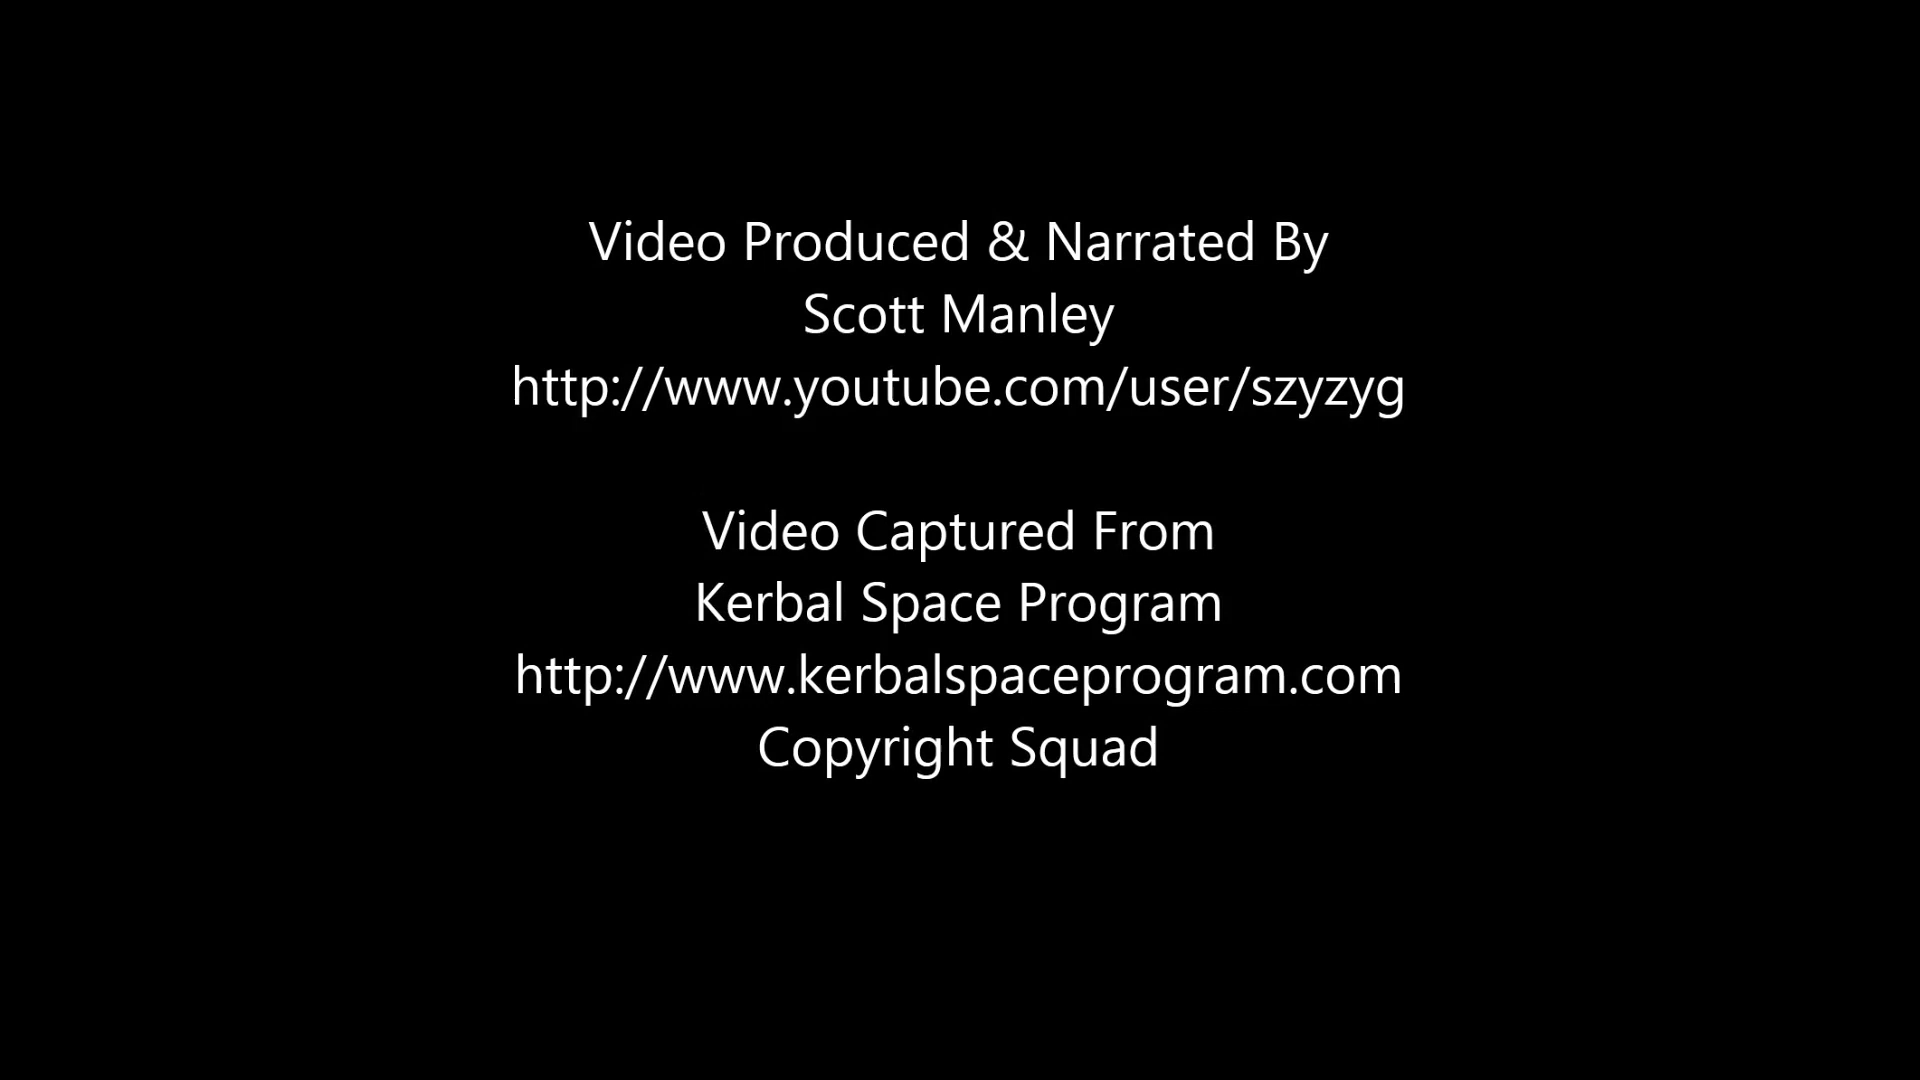 Video Produced & Narrated By
Scott Manley
http://www.youtube.com/user/szyzyg
Video Captured From
Kerbal Space Program
http://www.kerbalspaceprogram.com
Copyright Squad